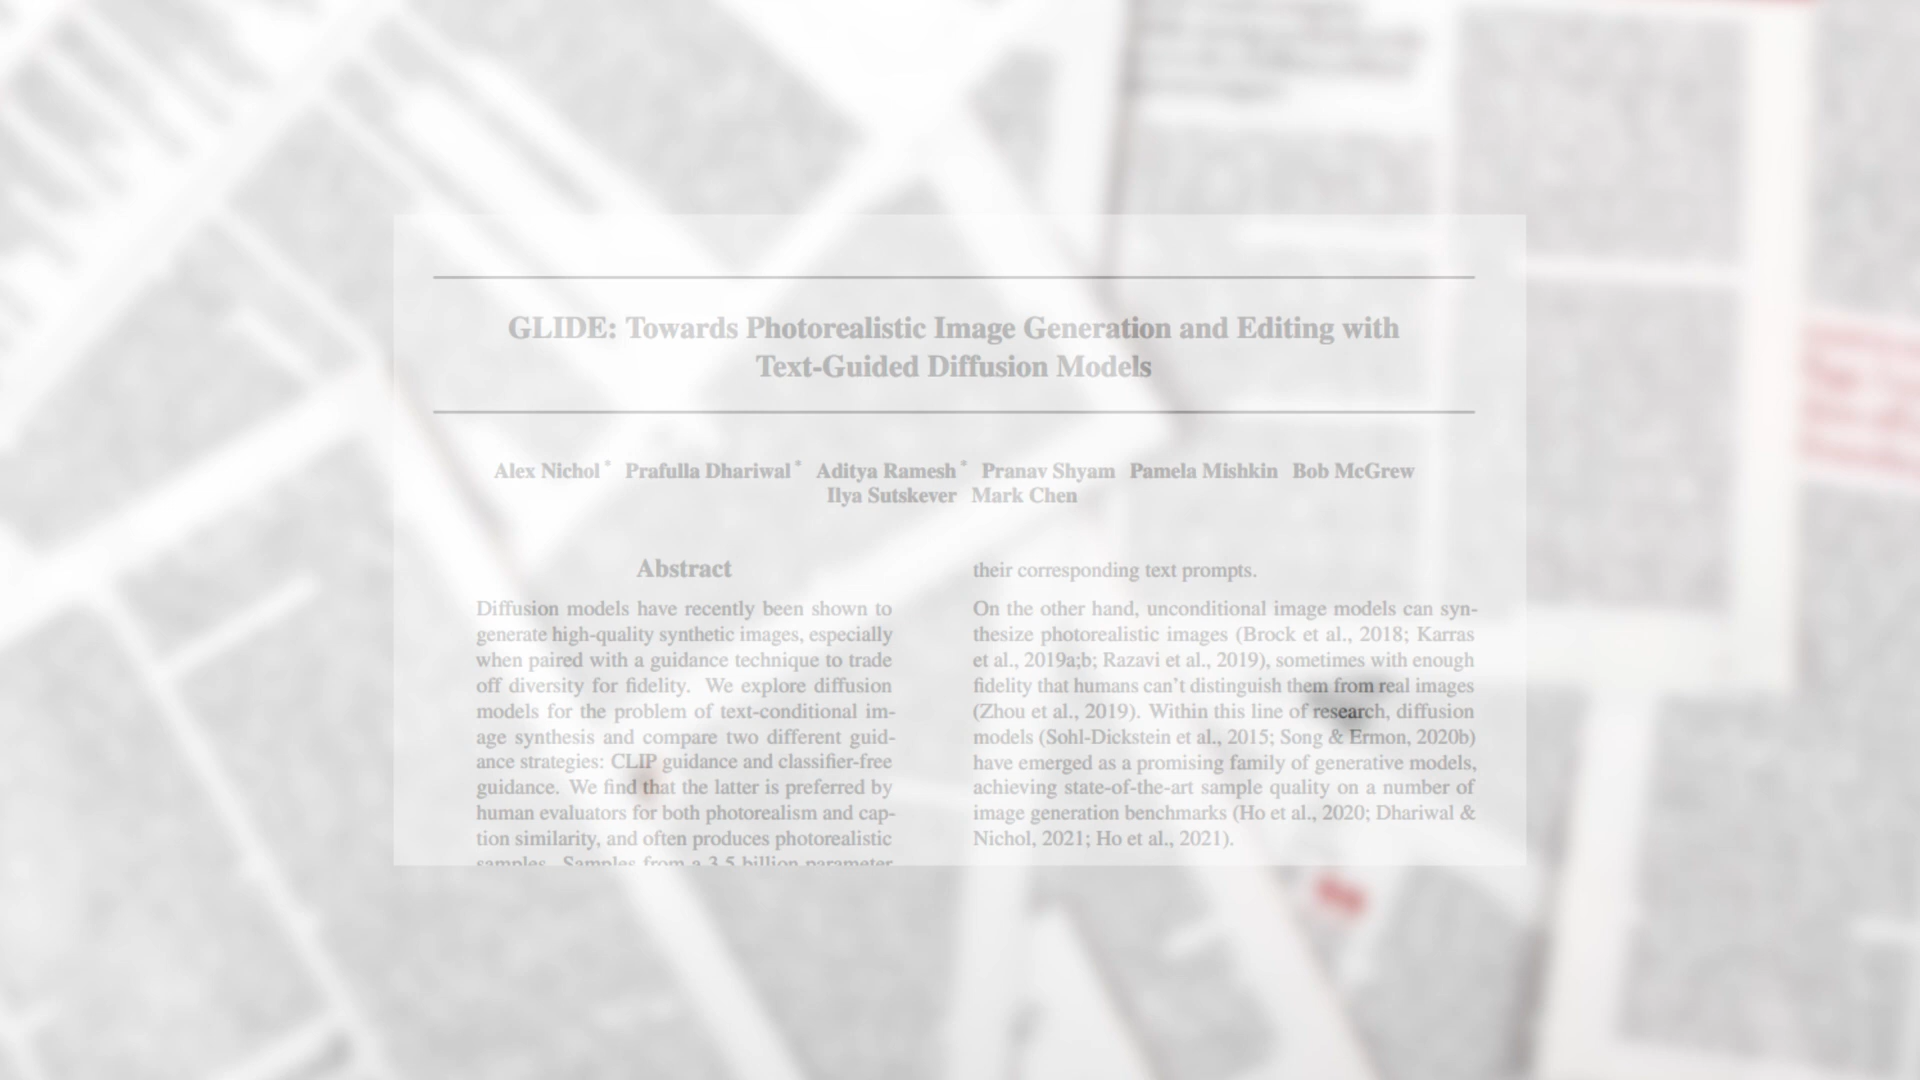 GLIDE: Towards Photorealistic Image Generation and Editing with
Text-Guided Diffusion Models
Alex Nichol* Prafulla Dhariwal* Aditya Ramesh* Pranav Shyam Pamela Mishkin Bob McGrew
Ilya Sutskever Mark Chen
Abstract
Diffusion models have recently been shown to
generate high-quality synthetic images, especially
when paired with a guidance technique to trade
off diversity for fidelity. We explore diffusion
models for the problem of text-conditional im-
age synthesis and compare two different guid-
ance strategies: CLIP guidance and classifier-free
guidance. We find that the latter is preferred by
human evaluators for both photorealism and cap-
tion similarity, and often produces photorealistic
samples. Samples from a 3.5 billion parameter
their corresponding text prompts.
On the other hand, unconditional image models can syn-
thesize photorealistic images (Brock et al., 2018; Karras
et al., 2019a;b; Razavi et al., 2019), sometimes with enough
fidelity that humans can't distinguish them from real images
(Zhou et al., 2019). Within this line of research, diffusion
models (Sohl-Dickstein et al., 2015; Song & Ermon, 2020b)
have emerged as a promising family of generative models,
achieving state-of-the-art sample quality on a number of
image generation benchmarks (Ho et al., 2020; Dhariwal &
Nichol, 2021; Ho et al., 2021).